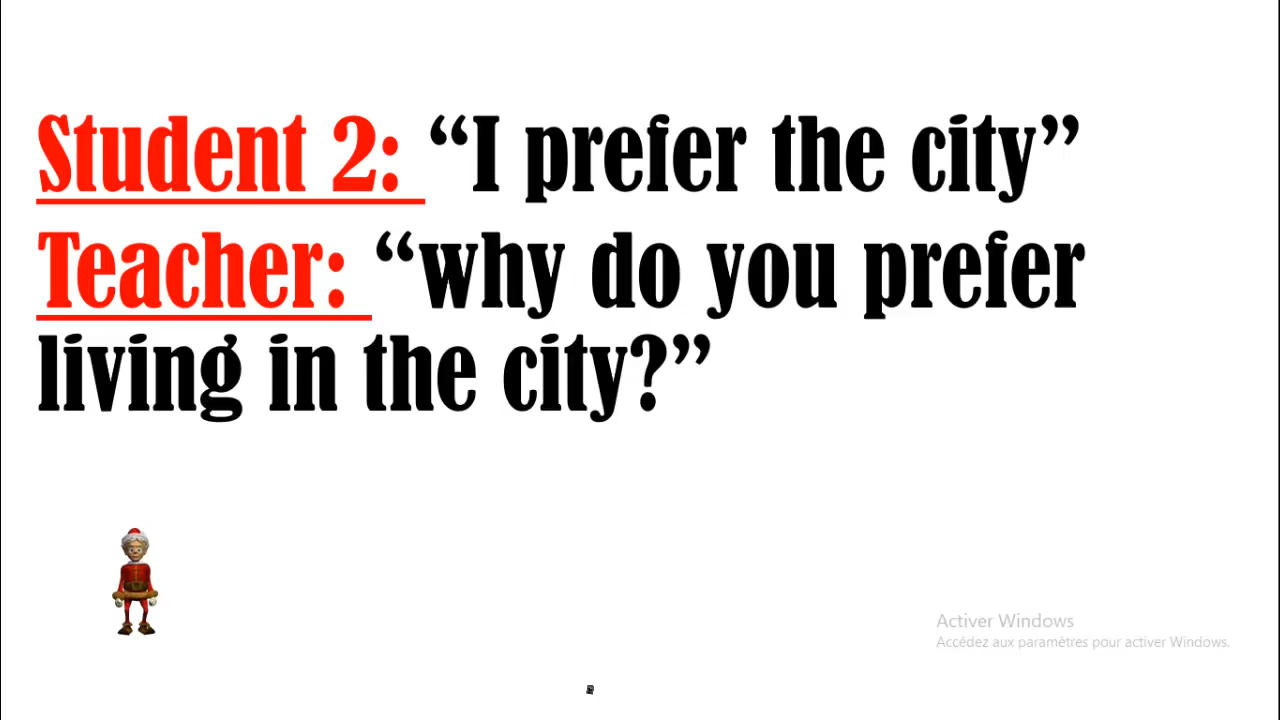 Student 2: “I prefer the city”
Teacher: “why do you prefer
living in the city?”
Activer Windows
Accédez aux paramètres pour activer Windows.